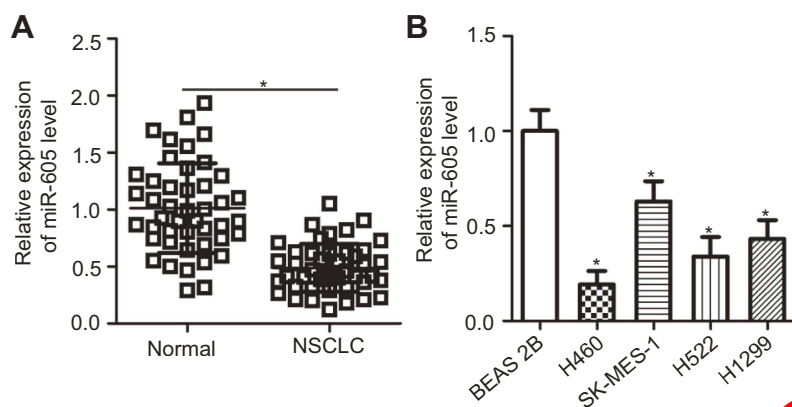 A
Relative expression
of miR-605 level
2.5
2.0
1.5
1.0
0.5
0.0
*
Normal
NSCLC
B
Relative expression
of miR-605 level
1.5
1.0
0.5
0.0
*
*
*
*
BEAS 2B
H460
SK-MES-1
H522
H1299